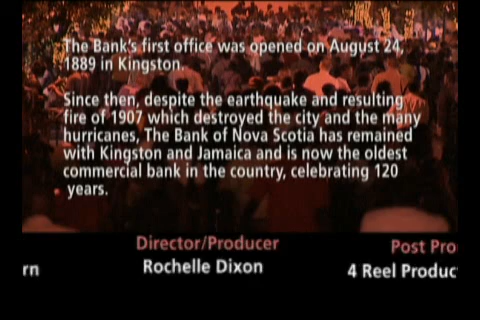 The Bank's first office was opened on August 24,
1889 in Kingston.
Since then, despite the earthquake and resulting
fire of 1907 which destroyed the city and the many
hurricanes, The Bank of Nova Scotia has remained
with Kingston and Jamaica and is now the oldest
commercial bank in the country, celebrating 120
years.
Director/Producer
Post Pro
rn
Rochelle Dixon
4 Reel Produc